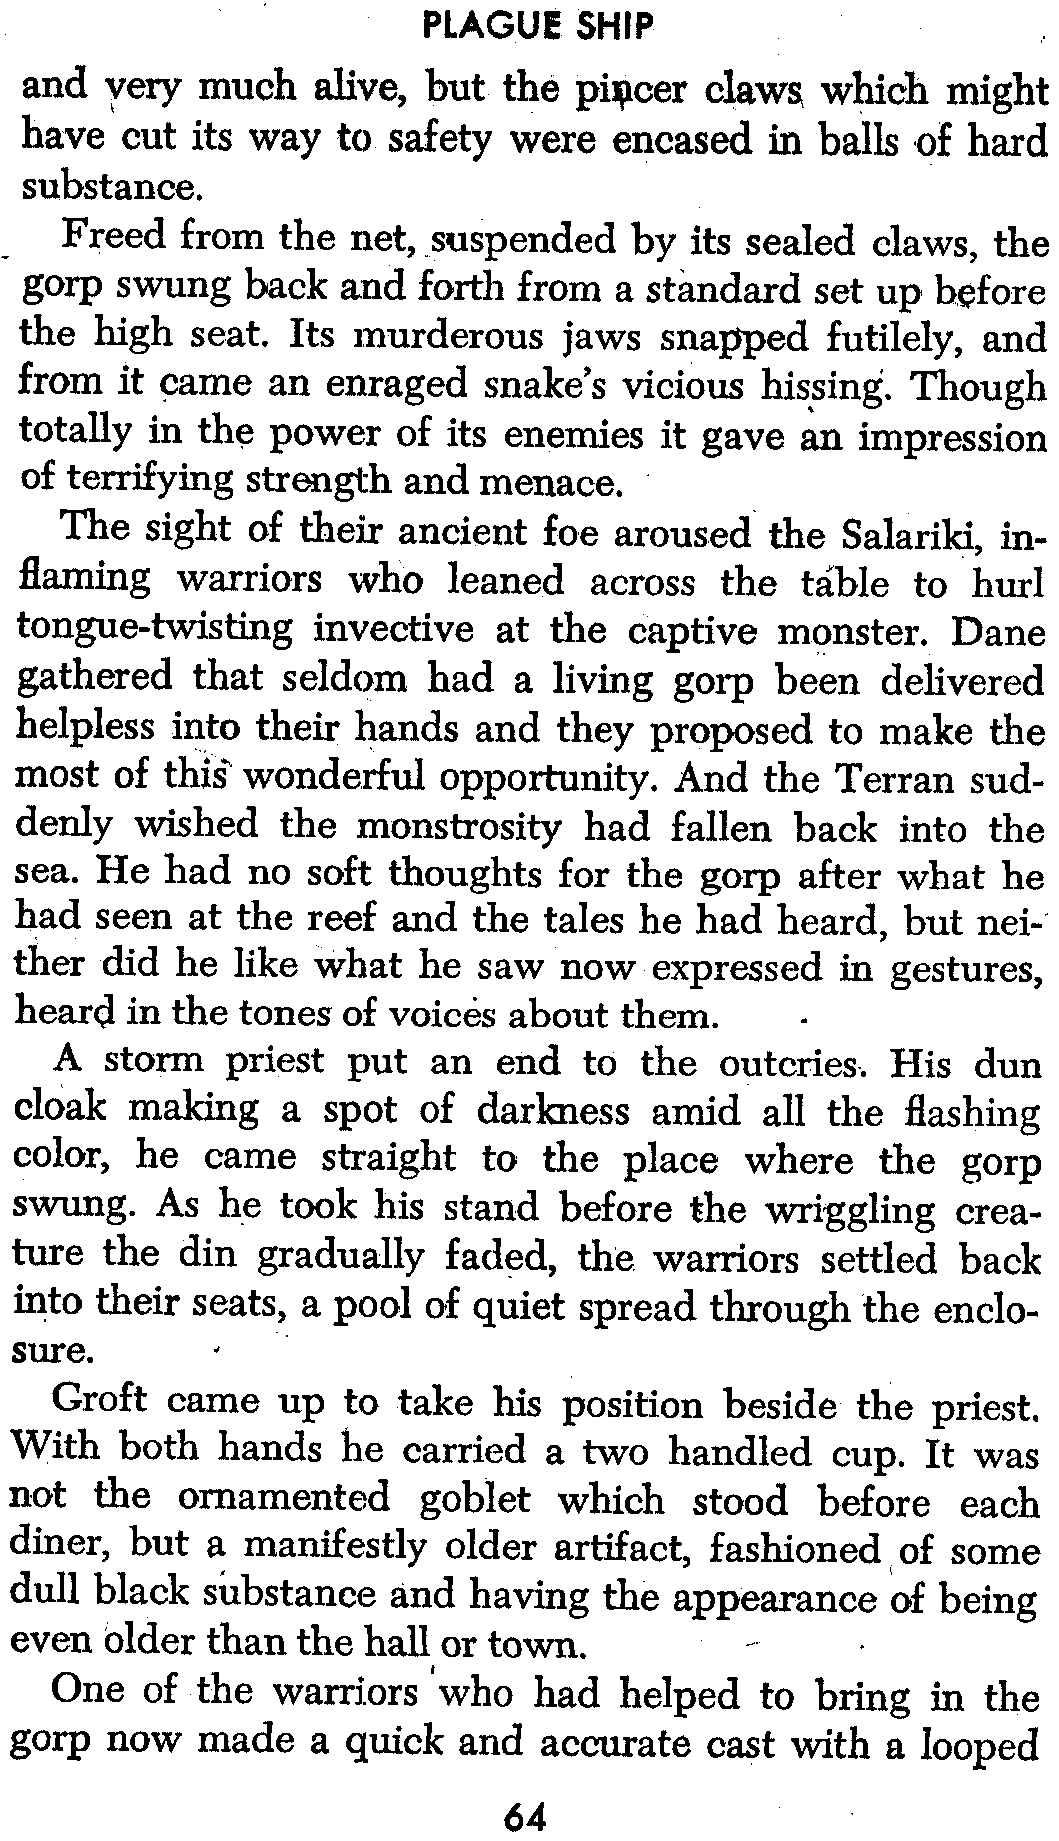 PLAGUE SHIP
and very much alive, but the pincer claws which might
have cut its way to safety were encased in balls of hard
substance.
Freed from the net, suspended by its sealed claws, the
gorp swung back and forth from a standard set up before
the high seat. Its murderous jaws snapped futilely, and
from it came an enraged snake's vicious hissing. Though
totally in the power of its enemies it gave an impression
of terrifying strength and menace.
The sight of their ancient foe aroused the Salariki, in-
flaming warriors who leaned across the table to hurl
tongue-twisting invective at the captive monster. Dane
gathered that seldom had a living gorp been delivered
helpless into their hands and they proposed to make the
most of this wonderful opportunity. And the Terran sud-
denly wished the monstrosity had fallen back into the
sea. He had no soft thoughts for the gorp after what he
had seen at the reef and the tales he had heard, but nei-
ther did he like what he saw now expressed in gestures,
heard in the tones of voices about them.
A storm priest put an end to the outcries. His dun
cloak making a spot of darkness amid all the flashing
color, he came straight to the place where the gorp
swung. As he took his stand before the wriggling crea-
ture the din gradually faded, the warriors settled back
into their seats, a pool of quiet spread through the enclo-
sure.
Groft came up to take his position beside the priest.
With both hands he carried a two handled cup. It was
not the ornamented goblet which stood before each
diner, but a manifestly older artifact, fashioned of some
dull black substance and having the appearance of being
even older than the hall or town.
One of the warriors who had helped to bring in the
gorp now made a quick and accurate cast with a looped
64